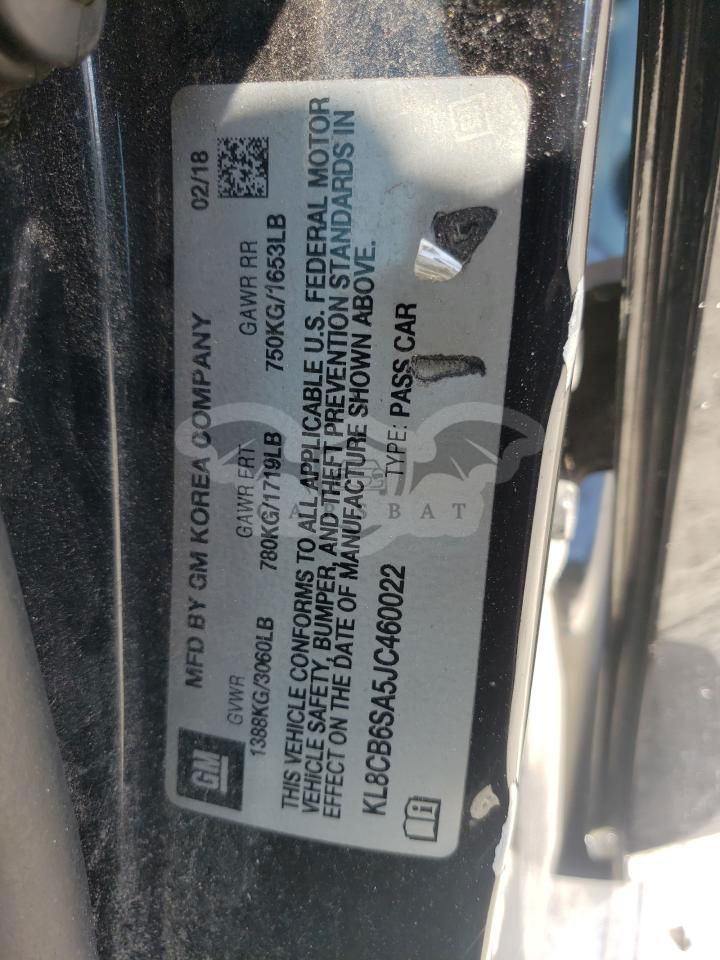 MFD BY GM KOREA COMPANY 02/18
GM
GVWR GAWR FRT GAWR RR
1388KG/3060LB 780KG/1719LB 750KG/1653LB
THIS VEHICLE CONFORMS TO ALL APPLICABLE U.S. FEDERAL MOTOR
VEHICLE SAFETY, BUMPER, AND THEFT PREVENTION STANDARDS IN
EFFECT ON THE DATE OF MANUFACTURE SHOWN ABOVE.
KL8CB6SA5JC460022 TYPE: PASS CAR
CARSBAT